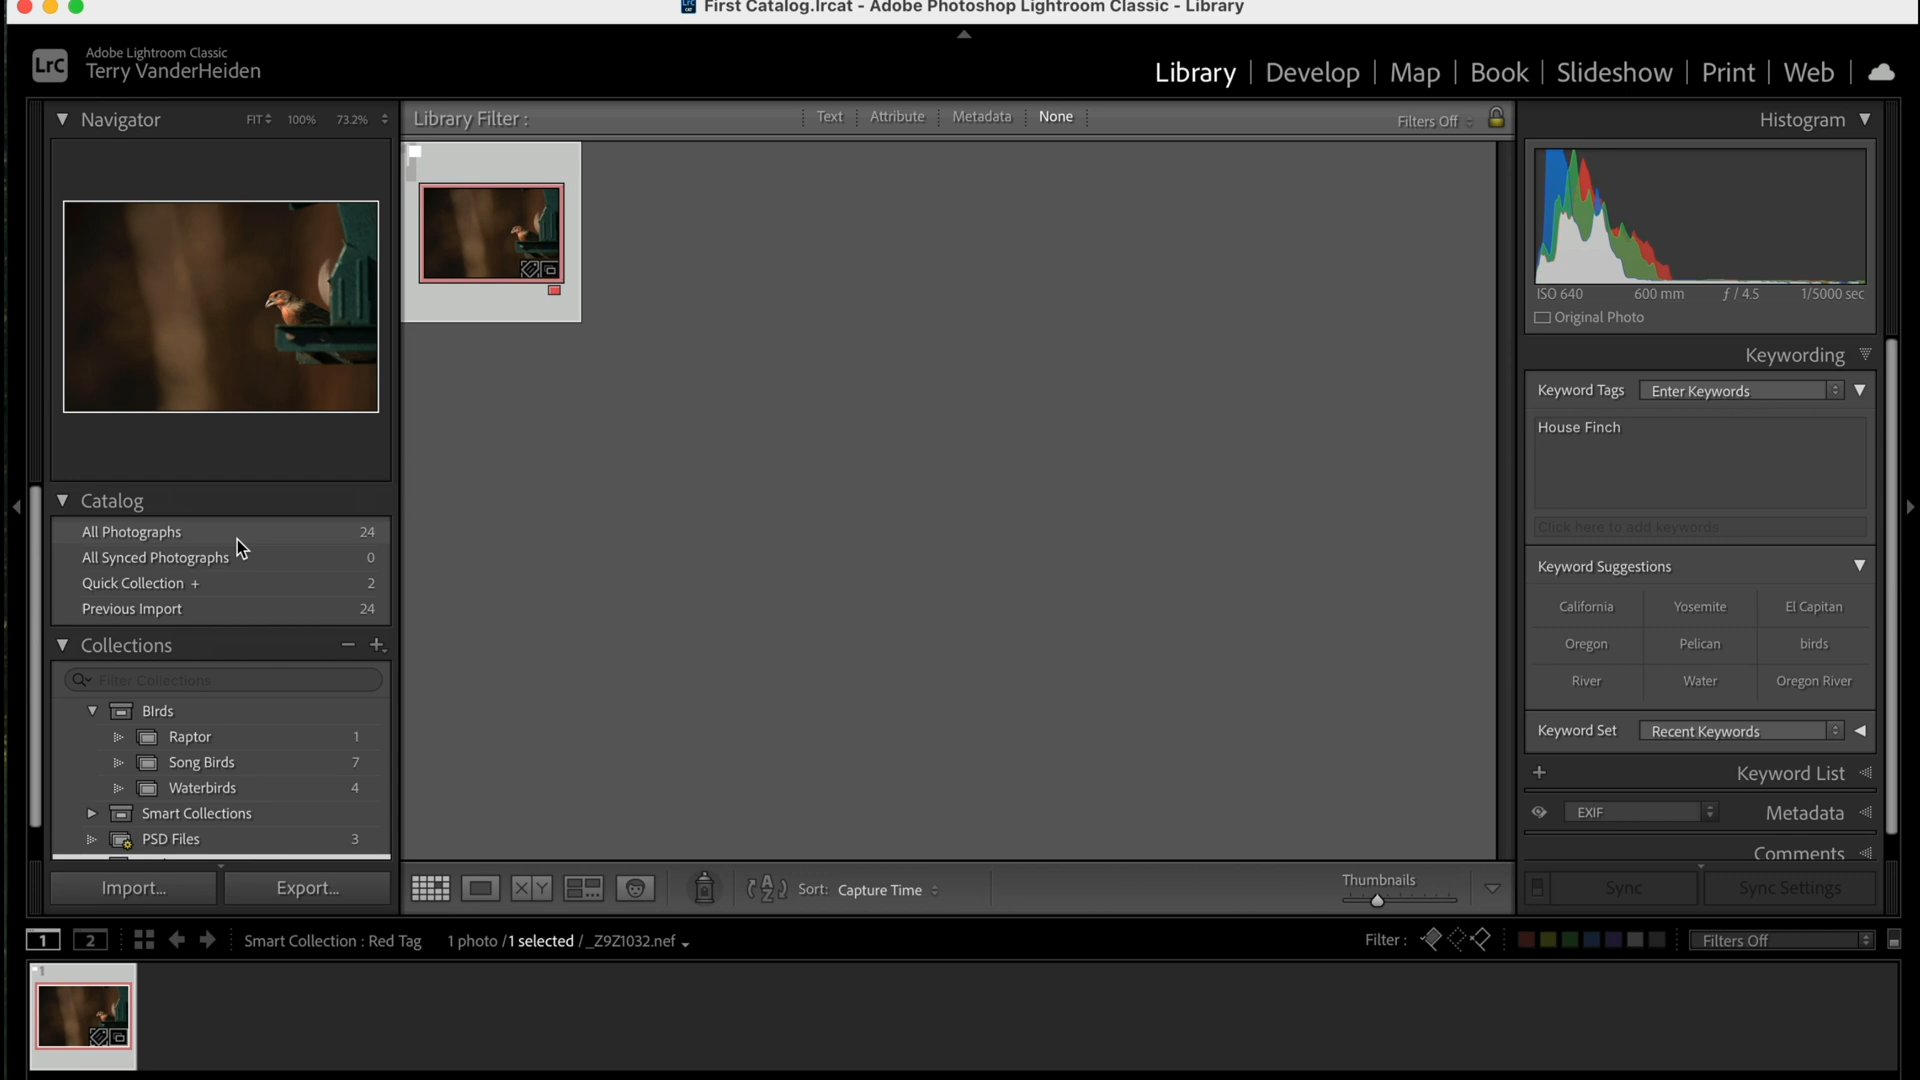 First Catalog.lrcat - Adobe Photoshop Lightroom Classic - Library
LrC
Adobe Lightroom Classic
Terry VanderHeiden
Library | Develop | Map | Book | Slideshow | Print | Web
Navigator FIT 100% 73.2%
Library Filter : Text Attribute Metadata None Filters Off
Histogram
ISO 640 600 mm ƒ / 4.5 1/5000 sec
Original Photo
Keywording
Keyword Tags Enter Keywords
House Finch
Click here to add keywords
Keyword Suggestions
California Yosemite El Capitan
Oregon Pelican birds
River Water Oregon River
Keyword Set Recent Keywords
Keyword List
EXIF Metadata
Comments
Sync Sync Settings
Catalog
All Photographs 24
All Synced Photographs 0
Quick Collection + 2
Previous Import 24
Collections
Filter Collections
BIrds
Raptor 1
Song Birds 7
Waterbirds 4
Smart Collections
PSD Files 3
Import... Export...
X Y A Z Sort: Capture Time Thumbnails
1 2 Smart Collection : Red Tag 1 photo / 1 selected / _Z9Z1032.nef Filter : Filters Off
1